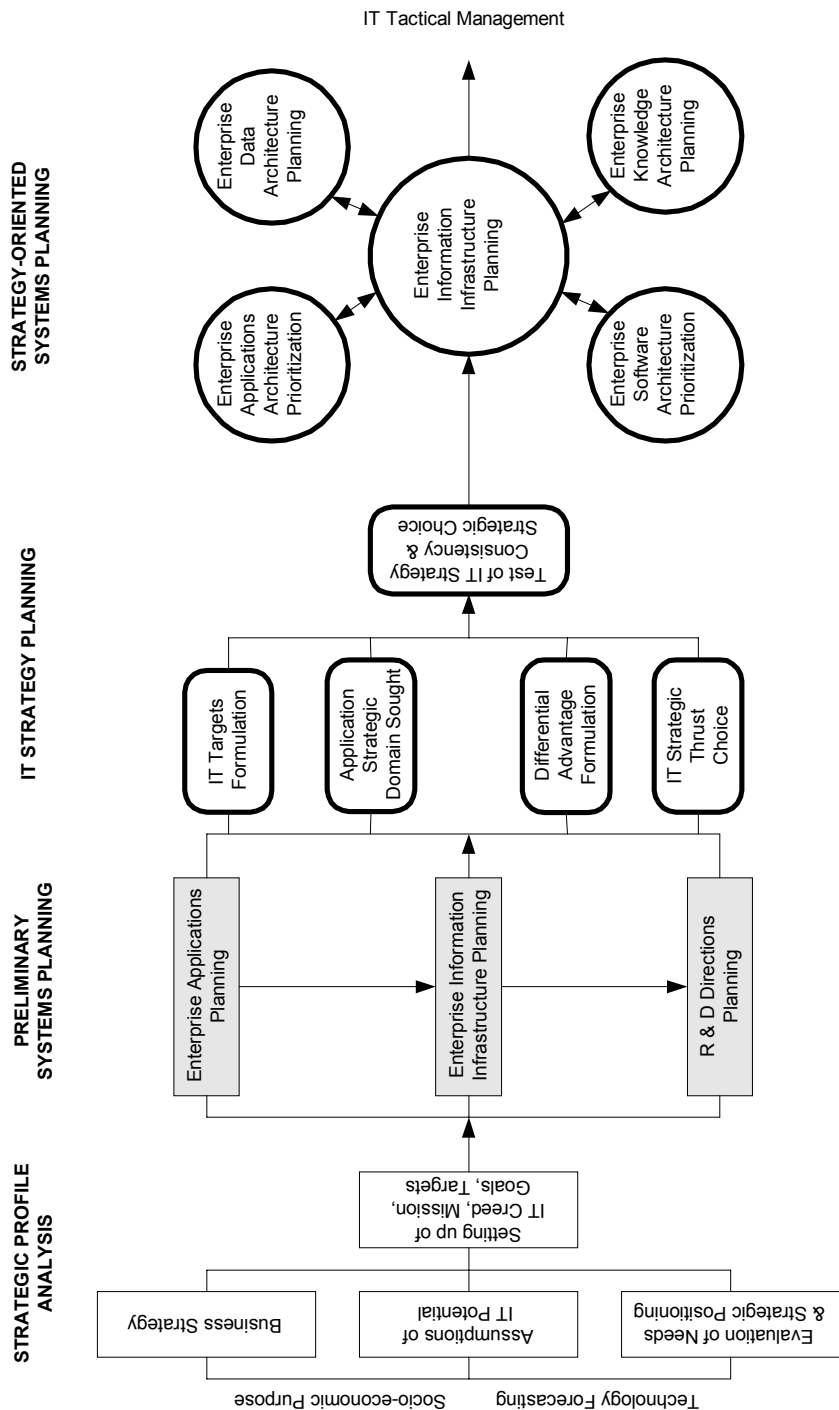 STRATEGIC PROFILE
ANALYSIS
PRELIMINARY
SYSTEMS PLANNING
IT STRATEGY PLANNING
STRATEGY-ORIENTED
SYSTEMS PLANNING
Socio-economic Purpose
Technology Forecasting
Business Strategy
Assumptions of
IT Potential
Evaluation of Needs
& Strategic Positioning
Setting up of
IT Creed, Mission,
Goals, Targets
Enterprise Applications
Planning
Enterprise Information
Infrastructure Planning
R & D Directions
Planning
IT Targets
Formulation
Application
Strategic
Domain Sought
Differential
Advantage
Formulation
IT Strategic
Thrust
Choice
Test of IT Strategy
Consistency &
Strategic Choice
Enterprise
Applications
Architecture
Prioritization
Enterprise
Data
Architecture
Planning
Enterprise
Information
Infrastructure
Planning
Enterprise
Software
Architecture
Prioritization
Enterprise
Knowledge
Architecture
Planning
IT Tactical Management